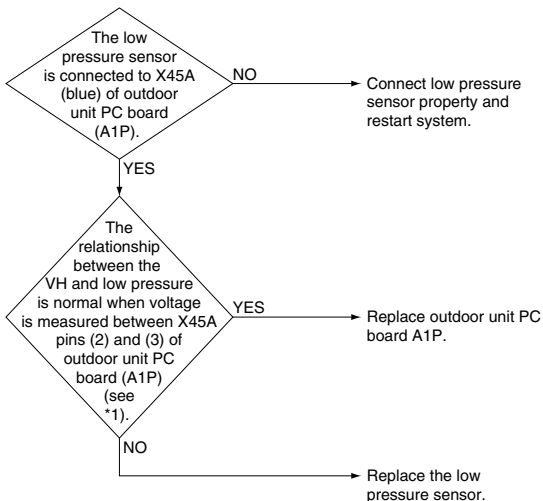 The low
pressure sensor
is connected to X45A
(blue) of outdoor
unit PC board
(A1P).
NO
Connect low pressure
sensor property and
restart system.
YES
The
relationship
between the
VH and low pressure
is normal when voltage
is measured between X45A
pins (2) and (3) of
outdoor unit PC
board (A1P)
(see
*1).
YES
Replace outdoor unit PC
board A1P.
NO
Replace the low
pressure sensor.